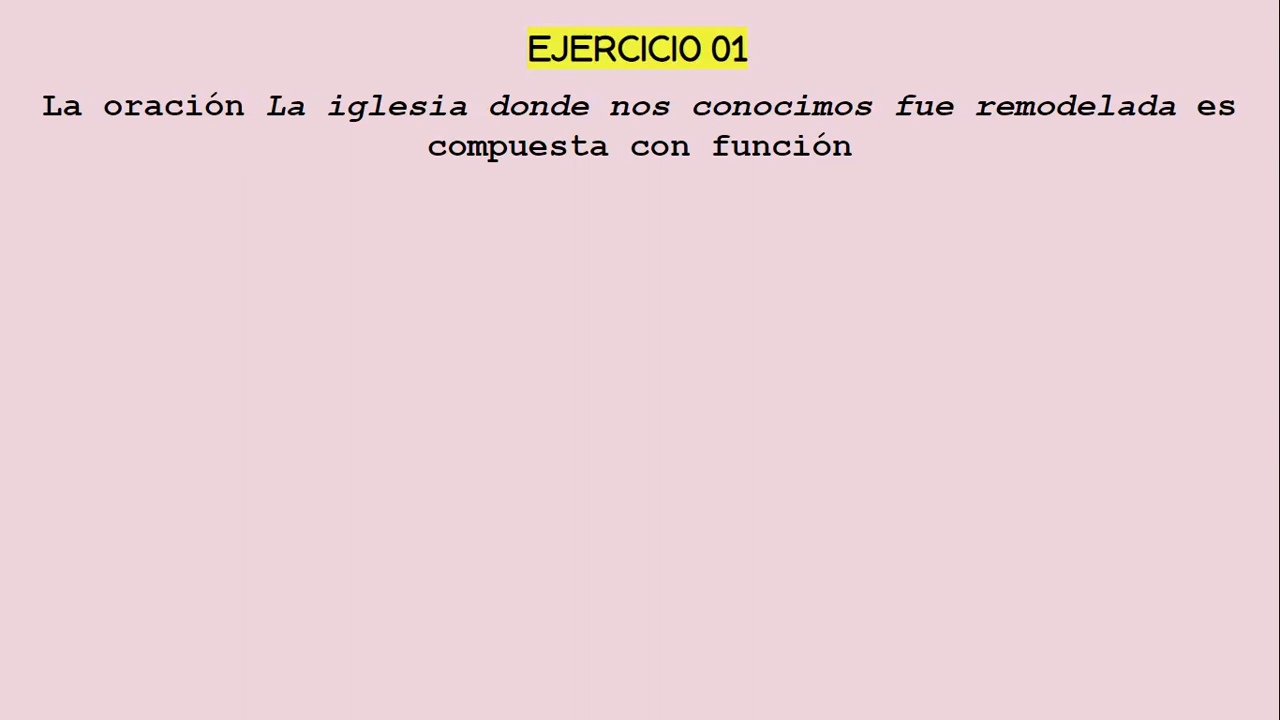 EJERCICIO 01
La oración La iglesia donde nos conocimos fue remodelada es
compuesta con función